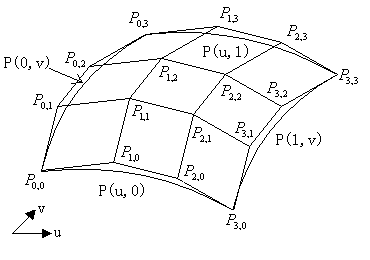 P0,3
P1,3
P2,3
P(0,v)
P0,2
P(u,1)
P1,2
P3,3
P2,2
P3,2
P0,1
P1,1
P2,1
P3,1
P(1,v)
P1,0
P0,0
P(u,0)
P2,0
P3,0
v
u